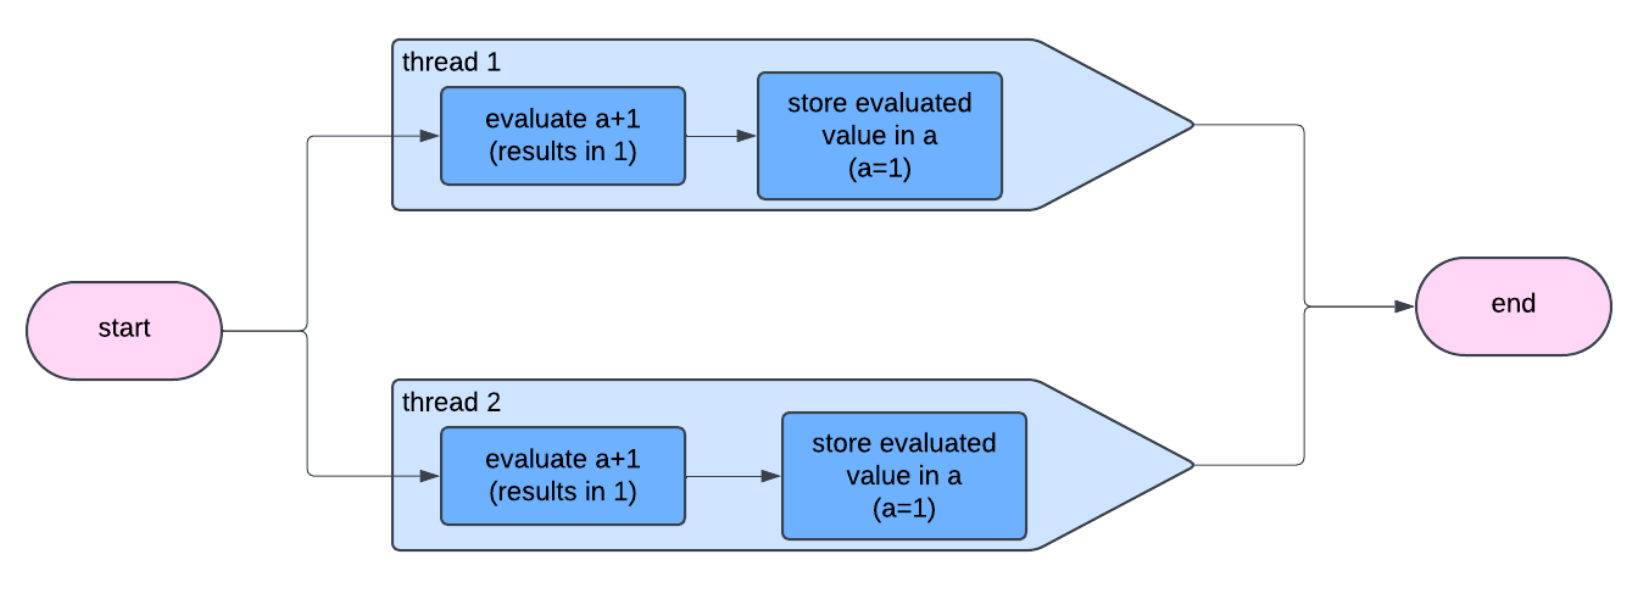 thread 1
evaluate a+1
(results in 1)
store evaluated
value in a
(a=1)
start
end
thread 2
evaluate a+1
(results in 1)
store evaluated
value in a
(a=1)